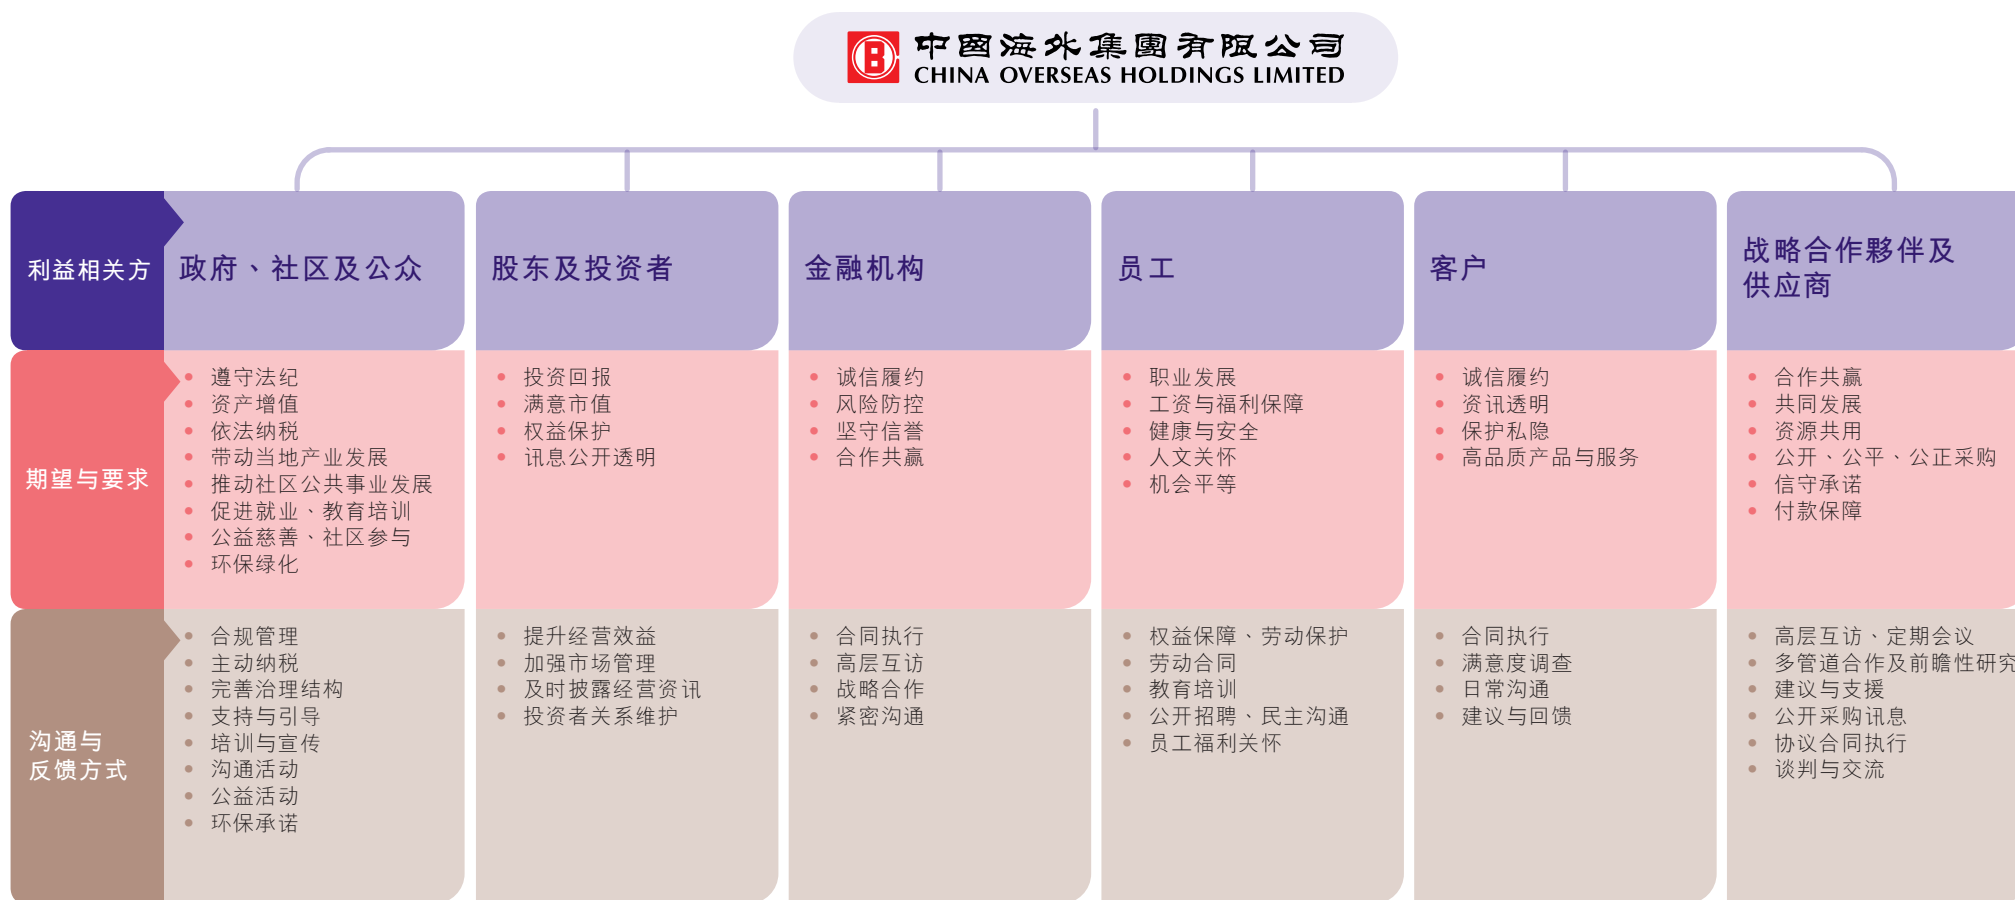 中國海外集團有限公司
CHINA OVERSEAS HOLDINGS LIMITED
利益相关方
政府、社区及公众
股东及投资者
金融机构
员工
客户
战略合作夥伴及
供应商
期望与要求
遵守法纪
资产增值
依法纳税
带动当地产业发展
推动社区公共事业发展
促进就业、教育培训
公益慈善、社区参与
环保绿化
投资回报
满意市值
权益保护
讯息公开透明
诚信履约
风险防控
坚守信誉
合作共赢
职业发展
工资与福利保障
健康与安全
人文关怀
机会平等
诚信履约
资讯透明
保护私隐
高品质产品与服务
合作共赢
共同发展
资源共用
公开、公平、公正采购
信守承诺
付款保障
沟通与
反馈方式
合规管理
主动纳税
完善治理结构
支持与引导
培训与宣传
沟通活动
公益活动
环保承诺
提升经营效益
加强市场管理
及时披露经营资讯
投资者关系维护
合同执行
高层互访
战略合作
紧密沟通
权益保障、劳动保护
劳动合同
教育培训
公开招聘、民主沟通
员工福利关怀
合同执行
满意度调查
日常沟通
建议与回馈
高层互访、定期会议
多管道合作及前瞻性研究
建议与支援
公开采购讯息
协议合同执行
谈判与交流